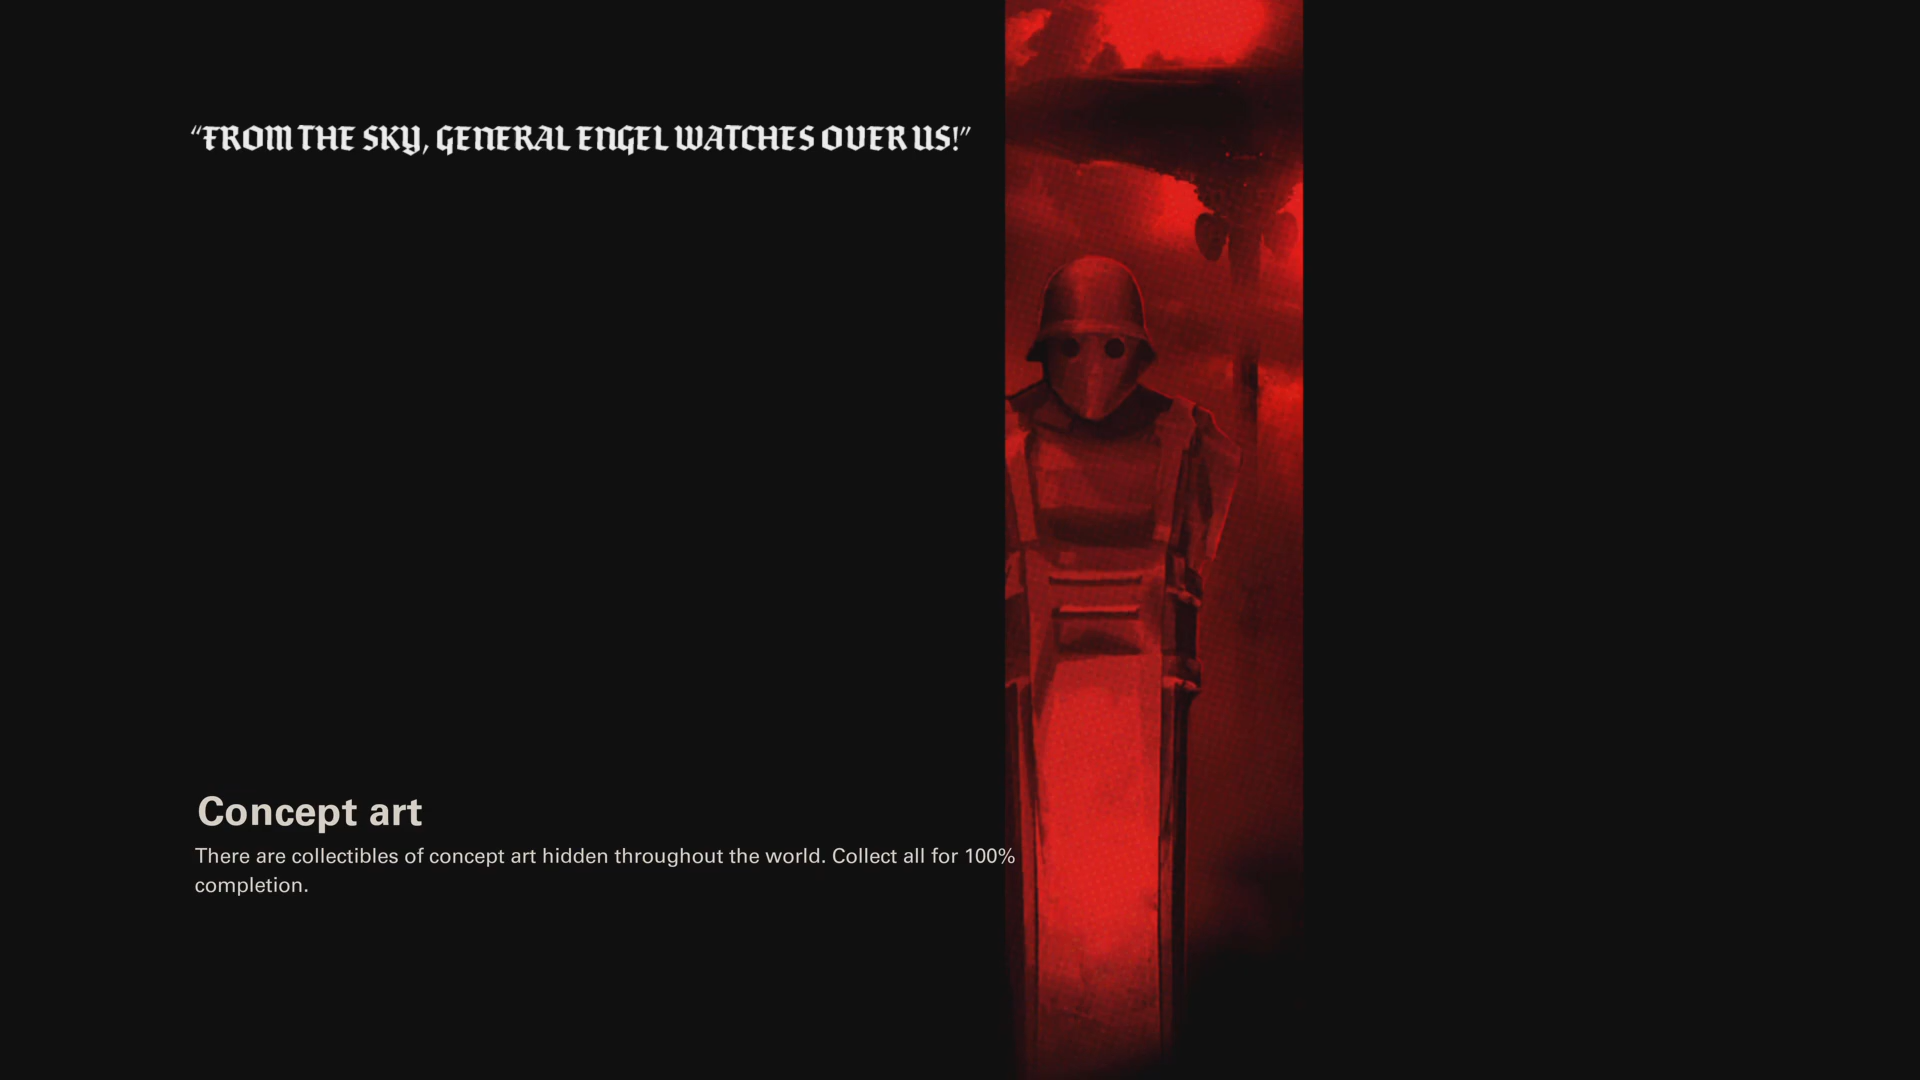 “FROM THE SKY, GENERAL ENGEL WATCHES OVER US!”
Concept art
There are collectibles of concept art hidden throughout the world. Collect all for 100%
completion.